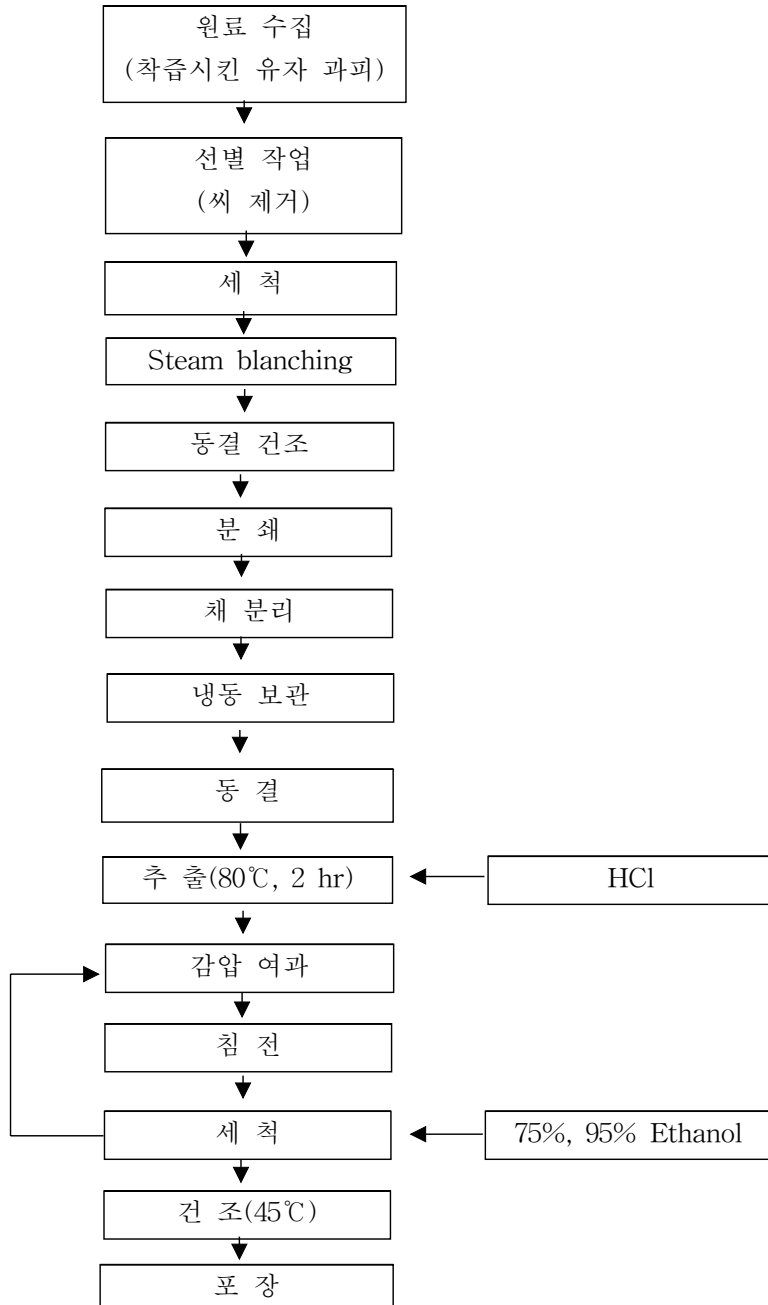 원료 수집
(착즙시킨 유자 과피)
선별 작업
(씨 제거)
세 척
Steam blanching
동결 건조
분 쇄
채 분리
냉동 보관
동 결
추 출(80℃, 2 hr)
HCl
감압 여과
침 전
세 척
75%, 95% Ethanol
건 조(45℃)
포 장